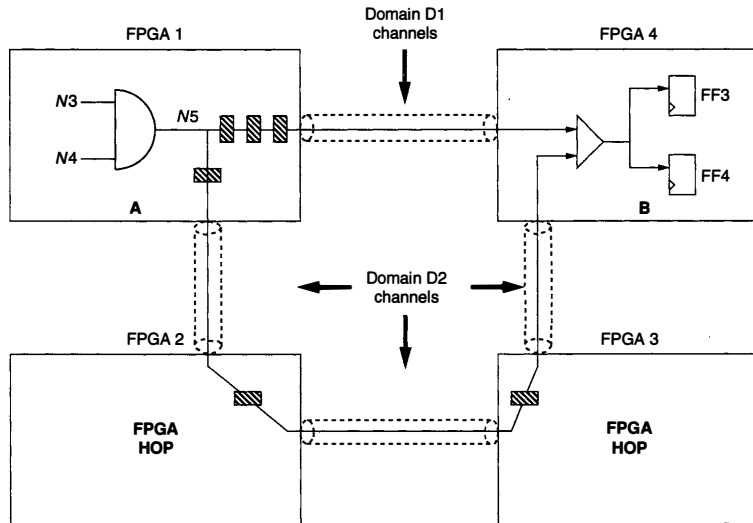 Domain D1
channels
FPGA 1
FPGA 4
N3
N4
N5
A
FF3
FF4
B
Domain D2
channels
FPGA 2
FPGA 3
FPGA
HOP
FPGA
HOP